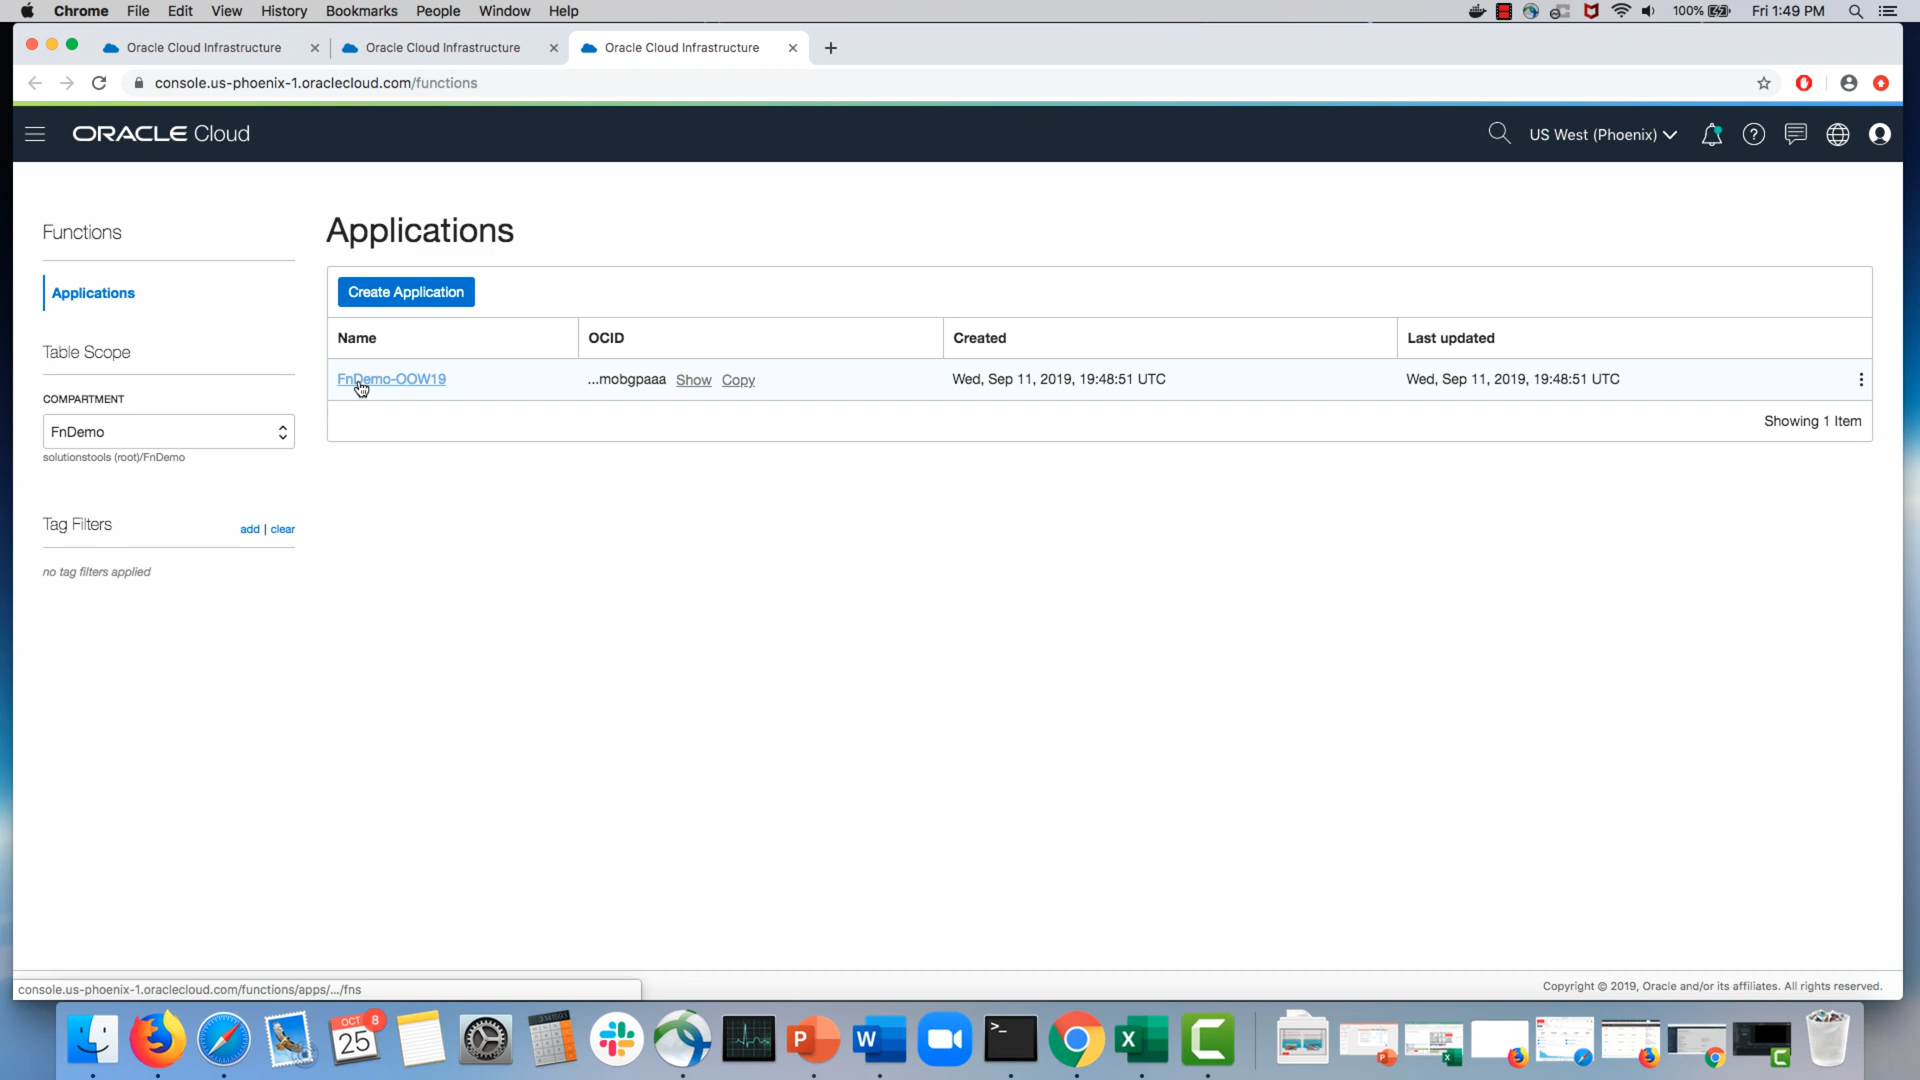 Chrome File Edit View History Bookmarks People Window Help 100% Fri 1:49 PM
Oracle Cloud Infrastructure Oracle Cloud Infrastructure Oracle Cloud Infrastructure
console.us-phoenix-1.oraclecloud.com/functions
ORACLE Cloud US West (Phoenix)
Functions
Applications
Table Scope
COMPARTMENT
FnDemo
solutionstools (root)/FnDemo
Tag Filters add | clear
no tag filters applied
Applications
Create Application
Name OCID Created Last updated
FnDemo-OOW19 ...mobgpaaa Show Copy Wed, Sep 11, 2019, 19:48:51 UTC Wed, Sep 11, 2019, 19:48:51 UTC
Showing 1 Item
console.us-phoenix-1.oraclecloud.com/functions/apps/.../fns
Copyright © 2019, Oracle and/or its affiliates. All rights reserved.
OCT 8
25
P W >_ X C